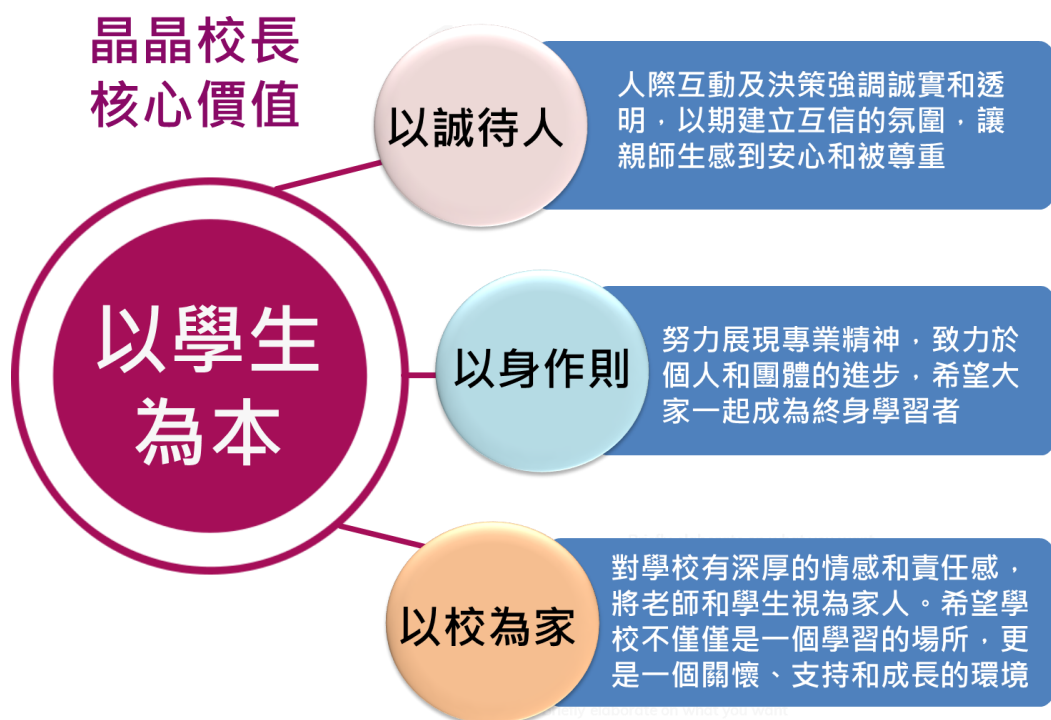 晶晶校長
核心價值
以學生
為本
以誠待人
人際互動及決策強調誠實和透
明，以期建立互信的氛圍，讓
親師生感到安心和被尊重
以身作則
努力展現專業精神，致力於
個人和團體的進步，希望大
家一起成為終身學習者
以校為家
對學校有深厚的情感和責任感，
將老師和學生視為家人。希望學
校不僅僅是一個學習的場所，更
是一個關懷、支持和成長的環境
elaborate on what you want